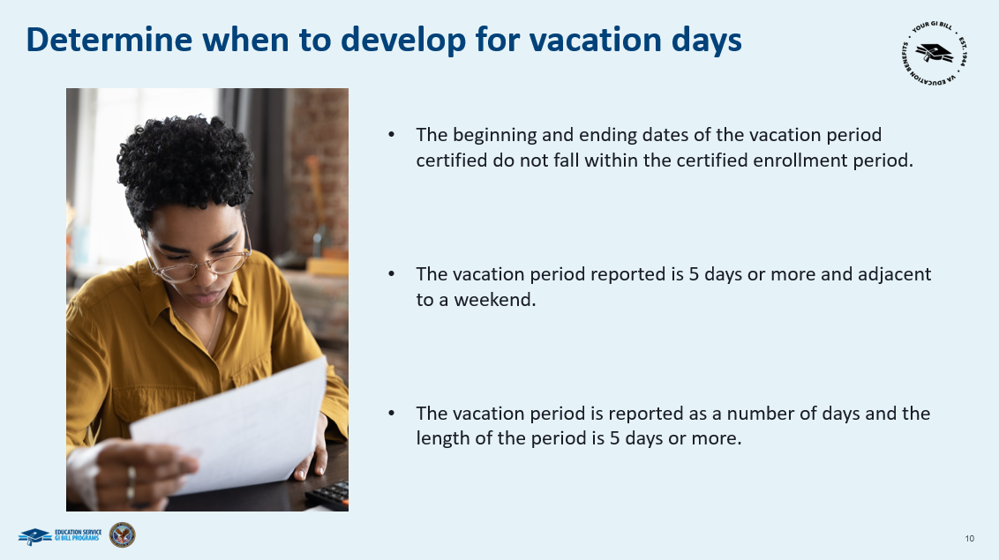 Determine when to develop for vacation days
YOUR GI BILL • EST. 1944 • VA EDUCATION BENEFITS •
• The beginning and ending dates of the vacation period
certified do not fall within the certified enrollment period.
• The vacation period reported is 5 days or more and adjacent
to a weekend.
• The vacation period is reported as a number of days and the
length of the period is 5 days or more.
EDUCATION SERVICE
GI BILL PROGRAMS
10